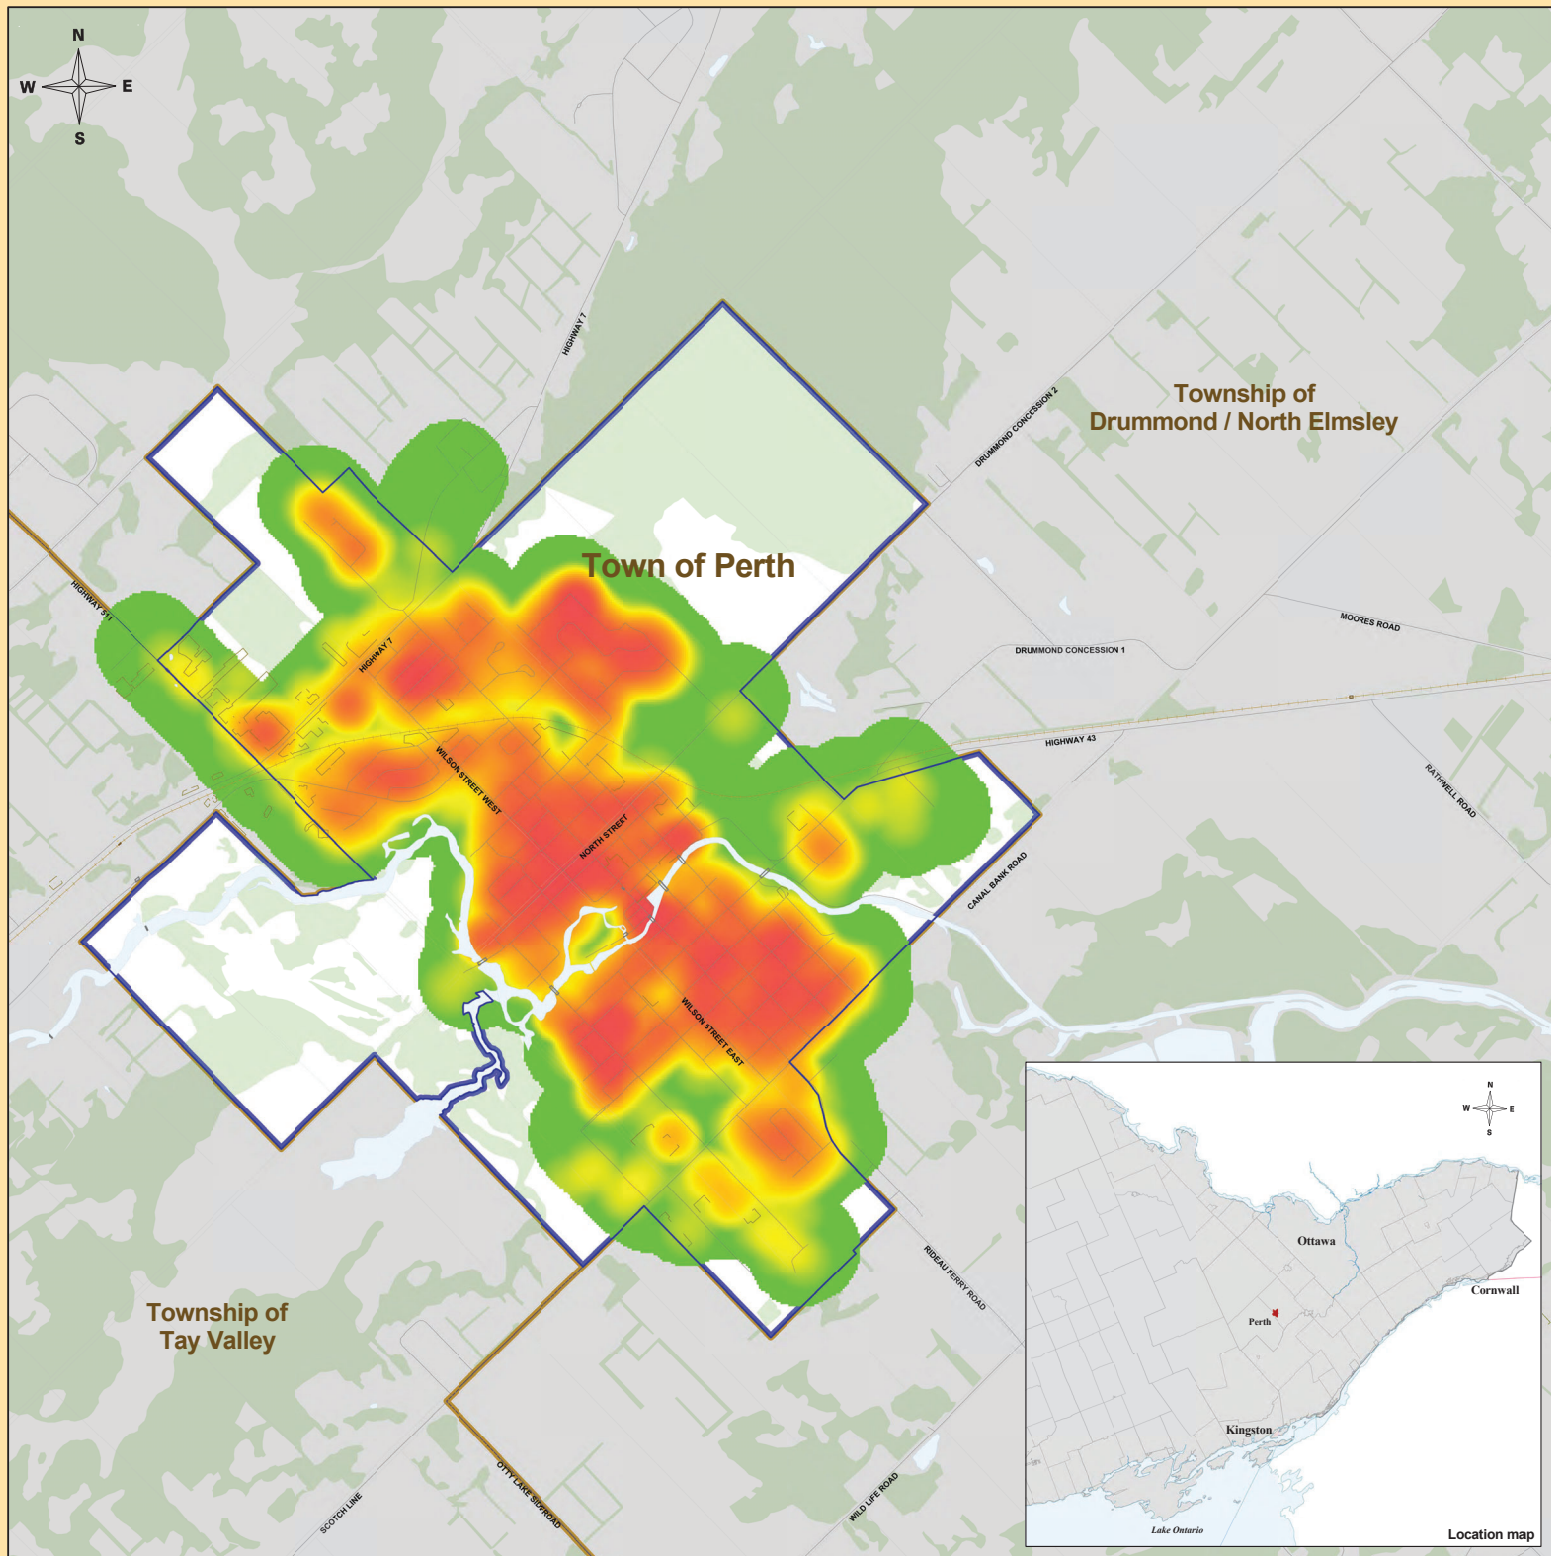 N
W E
S
HIGHWAY 7
Township of
Drummond / North Elmsley
DRUMMOND CONCESSION 2
Town of Perth
HIGHWAY 511
MOORES ROAD
HIGHWAY 7
DRUMMOND CONCESSION 1
HIGHWAY 43
WILSON STREET WEST
RATHWELL ROAD
NORTH STREET
CANAL BANK ROAD
WILSON STREET EAST
RIDEAU FERRY ROAD
Township of
Tay Valley
OTTY LAKE SIDEROAD
SCOTCH LINE
WILD LIFE ROAD
N
W E
S
Ottawa
Cornwall
Perth
Kingston
Lake Ontario
Location map